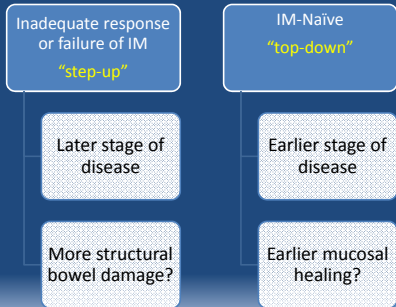 Inadequate response
or failure of IM
“step-up”
Later stage of
disease
More structural
bowel damage?
IM-Naïve
“top-down”
Earlier stage of
disease
Earlier mucosal
healing?